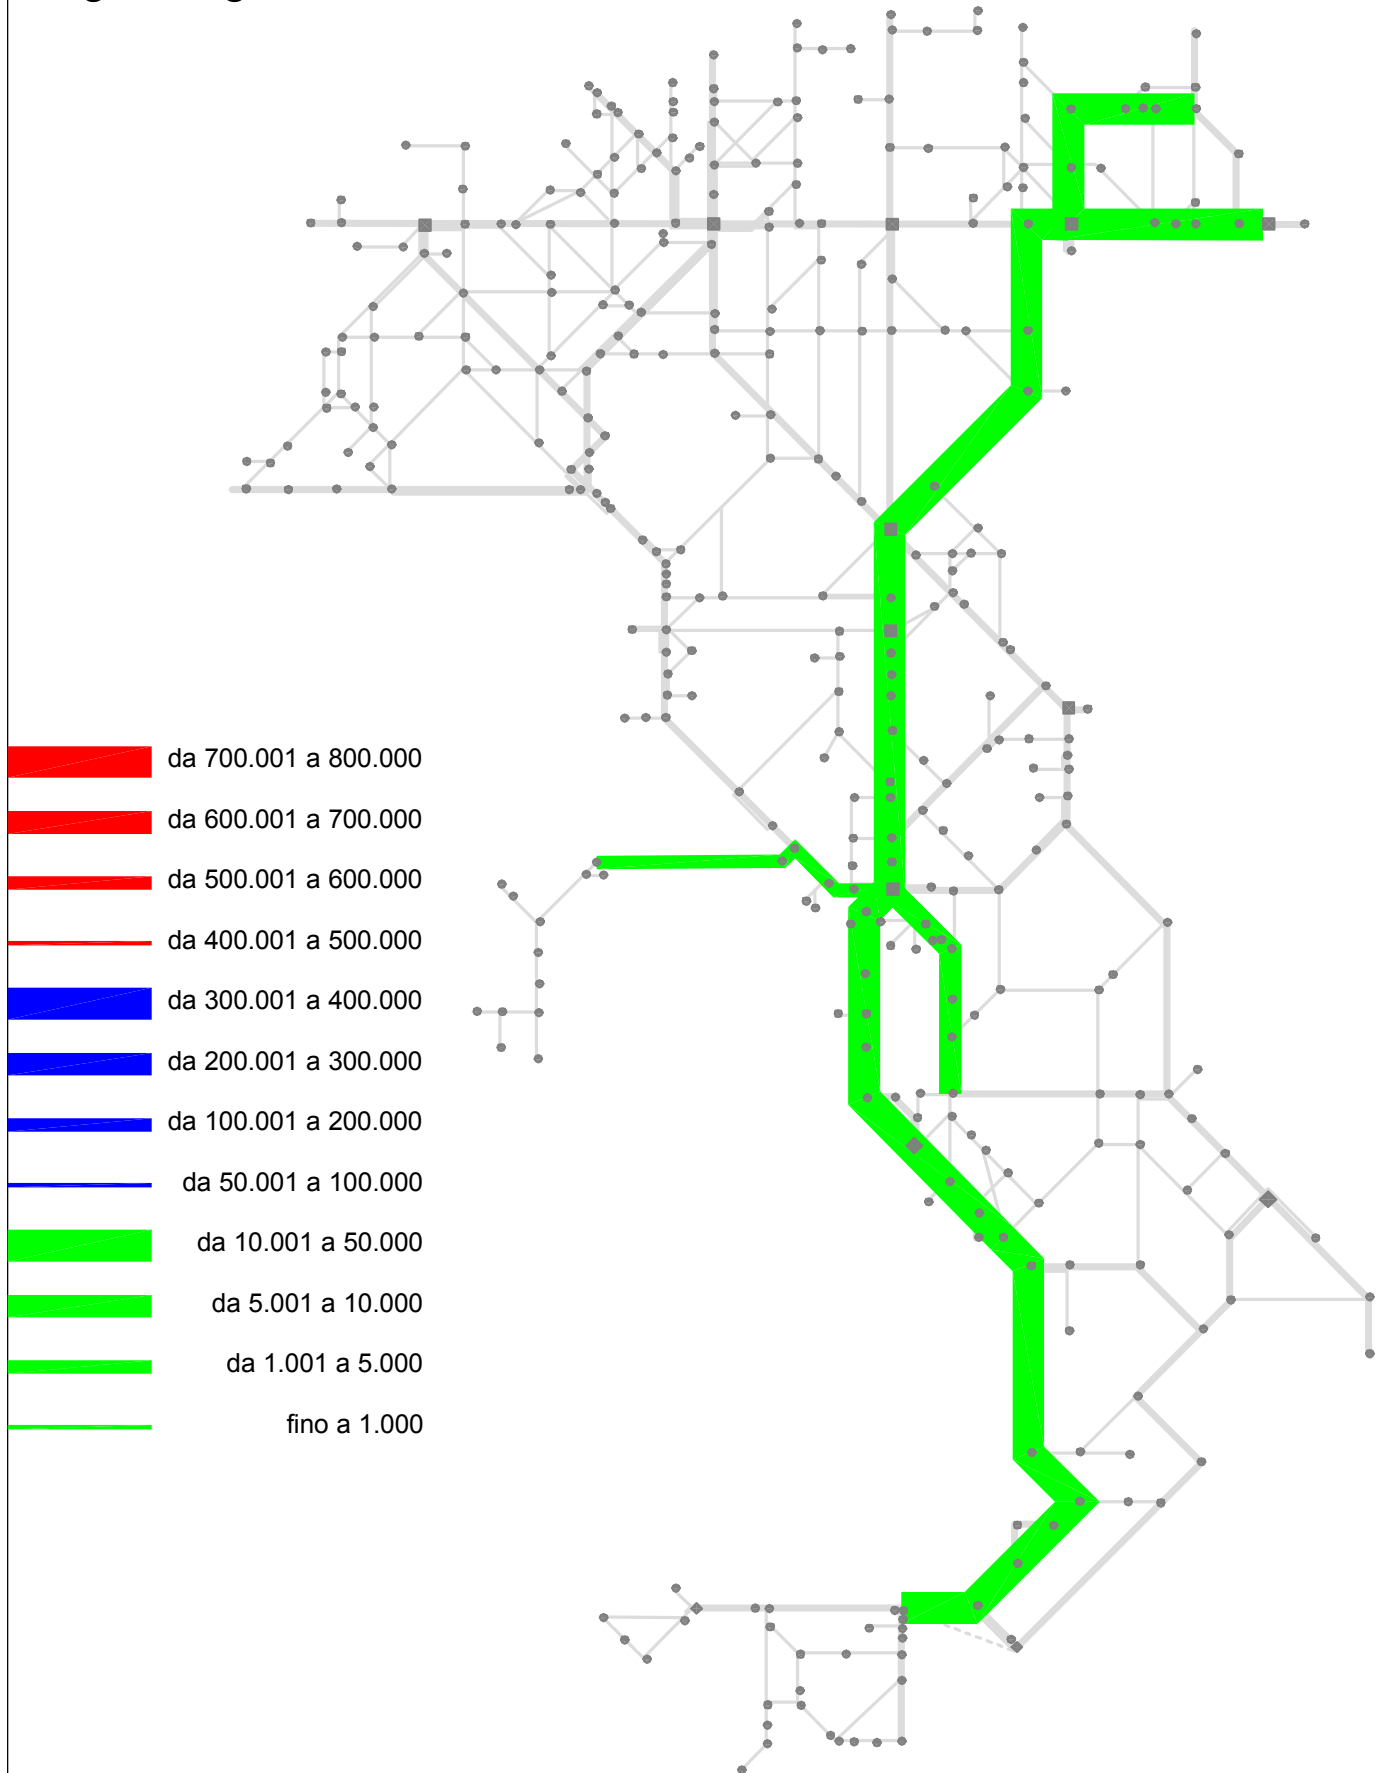 da 700.001 a 800.000
da 600.001 a 700.000
da 500.001 a 600.000
da 400.001 a 500.000
da 300.001 a 400.000
da 200.001 a 300.000
da 100.001 a 200.000
da 50.001 a 100.000
da 10.001 a 50.000
da 5.001 a 10.000
da 1.001 a 5.000
fino a 1.000